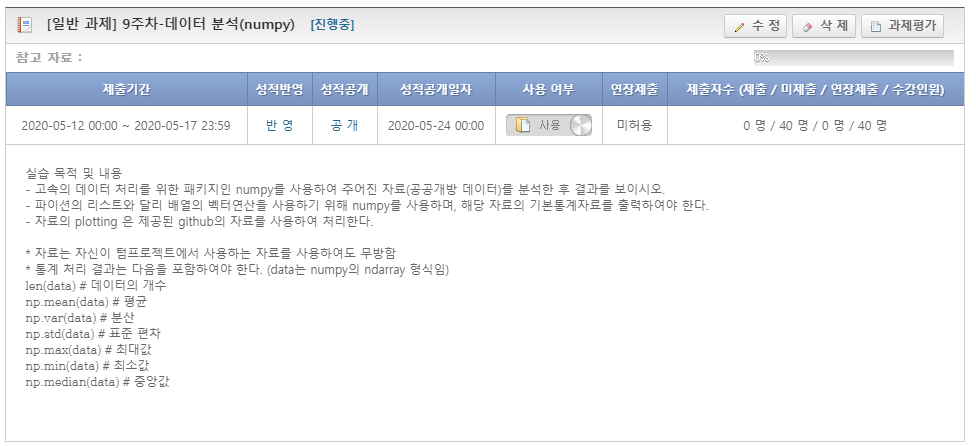 [일반 과제] 9주차-데이터 분석(numpy) [진행중] 수 정 삭 제 과제평가
참고 자료 : 0%
제출기간 성적반영 성적공개 성적공개일자 사용 여부 연장제출 제출자수 (제출 / 미제출 / 연장제출 / 수강인원)
2020-05-12 00:00 ~ 2020-05-17 23:59 반 영 공 개 2020-05-24 00:00 사용 미허용 0 명 / 40 명 / 0 명 / 40 명
실습 목적 및 내용
- 고속의 데이터 처리를 위한 패키지인 numpy를 사용하여 주어진 자료(공공개방 데이터)를 분석한 후 결과를 보이시오.
- 파이션의 리스트와 달리 배열의 벡터연산을 사용하기 위해 numpy를 사용하며, 해당 자료의 기본통계자료를 출력하여야 한다.
- 자료의 plotting 은 제공된 github의 자료를 사용하여 처리한다.
* 자료는 자신이 텀프로젝트에서 사용하는 자료를 사용하여도 무방함
* 통계 처리 결과는 다음을 포함하여야 한다. (data는 numpy의 ndarray 형식임)
len(data) # 데이터의 개수
np.mean(data) # 평균
np.var(data) # 분산
np.std(data) # 표준 편차
np.max(data) # 최대값
np.min(data) # 최소값
np.median(data) # 중앙값